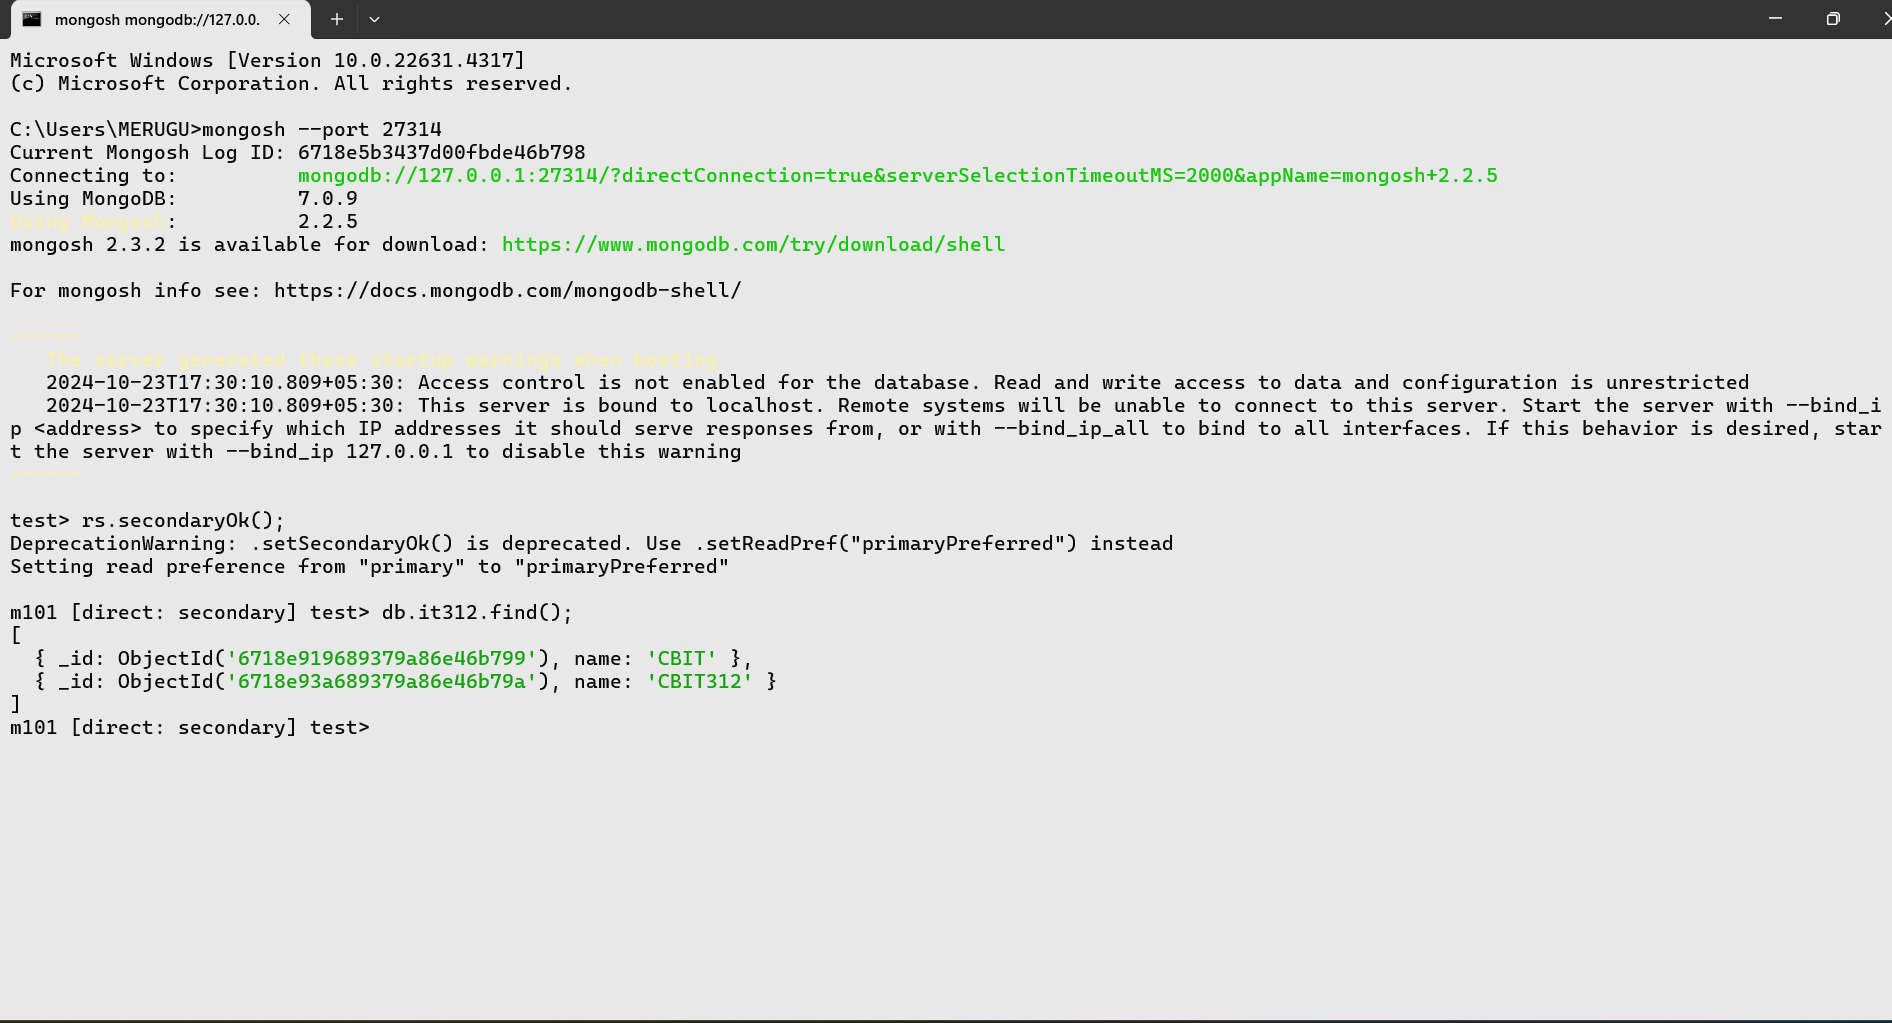 mongosh mongodb://127.0.0.
Microsoft Windows [Version 10.0.22631.4317]
(c) Microsoft Corporation. All rights reserved.
C:\Users\MERUGU>mongosh --port 27314
Current Mongosh Log ID: 6718e5b3437d00fbde46b798
Connecting to:          mongodb://127.0.0.1:27314/?directConnection=true&serverSelectionTimeoutMS=2000&appName=mongosh+2.2.5
Using MongoDB:          7.0.9
Using Mongosh:          2.2.5
mongosh 2.3.2 is available for download: https://www.mongodb.com/try/download/shell
For mongosh info see: https://docs.mongodb.com/mongodb-shell/
------
   The server generated these startup warnings when booting
   2024-10-23T17:30:10.809+05:30: Access control is not enabled for the database. Read and write access to data and configuration is unrestricted
   2024-10-23T17:30:10.809+05:30: This server is bound to localhost. Remote systems will be unable to connect to this server. Start the server with --bind_i
p <address> to specify which IP addresses it should serve responses from, or with --bind_ip_all to bind to all interfaces. If this behavior is desired, star
t the server with --bind_ip 127.0.0.1 to disable this warning
------
test> rs.secondaryOk();
DeprecationWarning: .setSecondaryOk() is deprecated. Use .setReadPref("primaryPreferred") instead
Setting read preference from "primary" to "primaryPreferred"
m101 [direct: secondary] test> db.it312.find();
[
  { _id: ObjectId('6718e919689379a86e46b799'), name: 'CBIT' },
  { _id: ObjectId('6718e93a689379a86e46b79a'), name: 'CBIT312' }
]
m101 [direct: secondary] test>